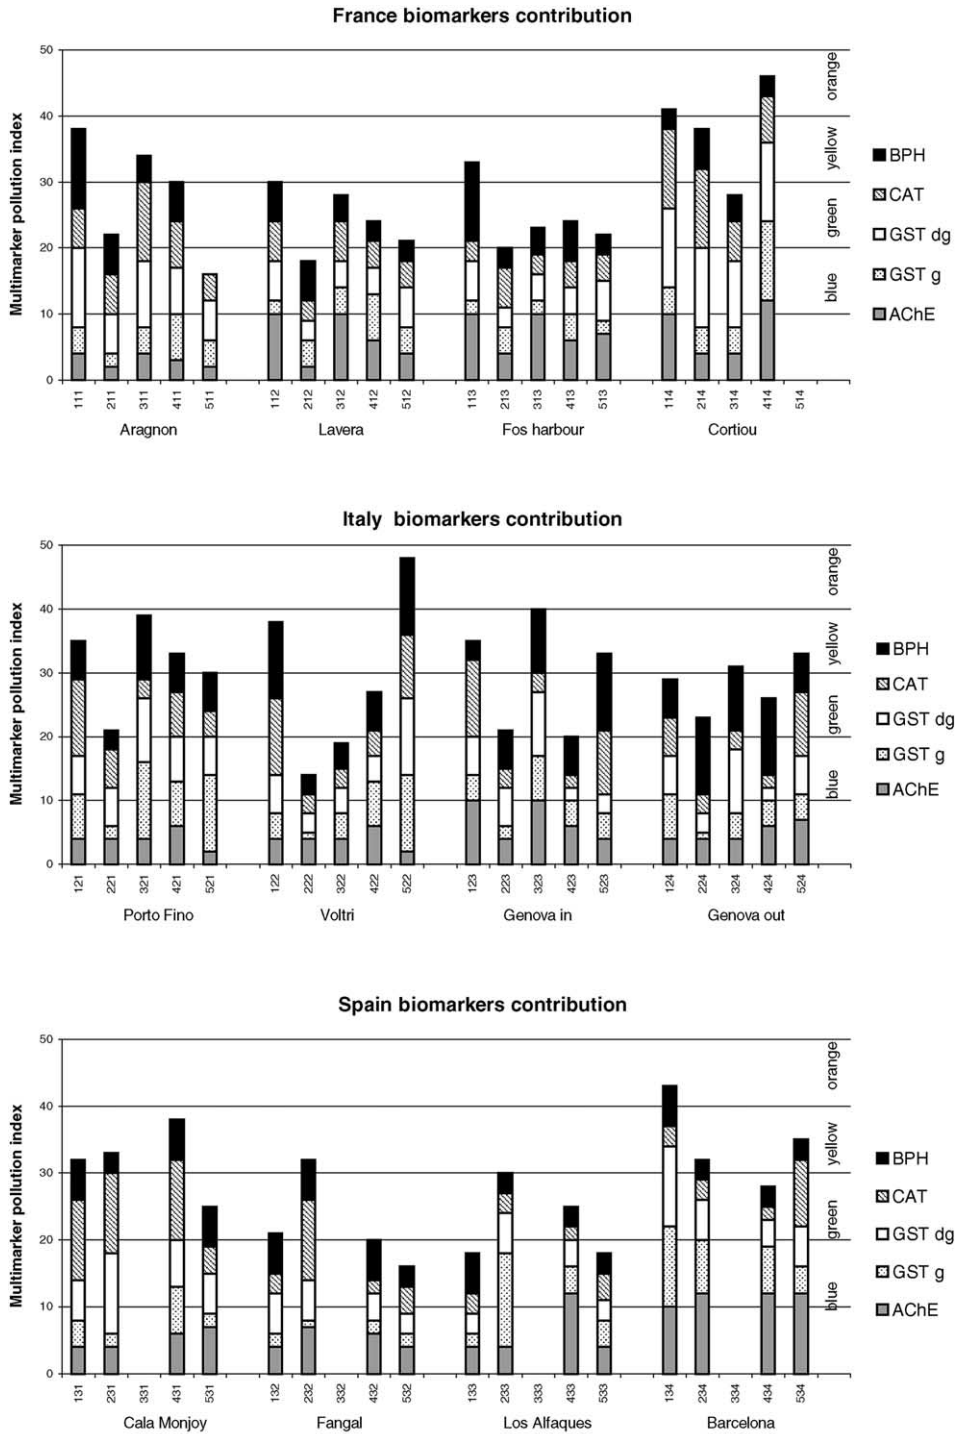 France biomarkers contribution
Multimarker pollution index
50
40
30
20
10
0
orange
yellow
green
blue
BPH
CAT
GST dg
GST g
AChE
111 211 311 411 511 112 212 312 412 512 113 213 313 413 513 114 214 314 414 514
Aragnon Lavera Fos harbour Cortiou
Italy biomarkers contribution
Multimarker pollution index
50
40
30
20
10
0
orange
yellow
green
blue
BPH
CAT
GST dg
GST g
AChE
121 221 321 421 521 122 222 322 422 522 123 223 323 423 523 124 224 324 424 524
Porto Fino Voltri Genova in Genova out
Spain biomarkers contribution
Multimarker pollution index
50
40
30
20
10
0
orange
yellow
green
blue
BPH
CAT
GST dg
GST g
AChE
131 231 331 431 531 132 232 332 432 532 133 233 333 433 533 134 234 334 434 534
Cala Monjoy Fangal Los Alfaques Barcelona